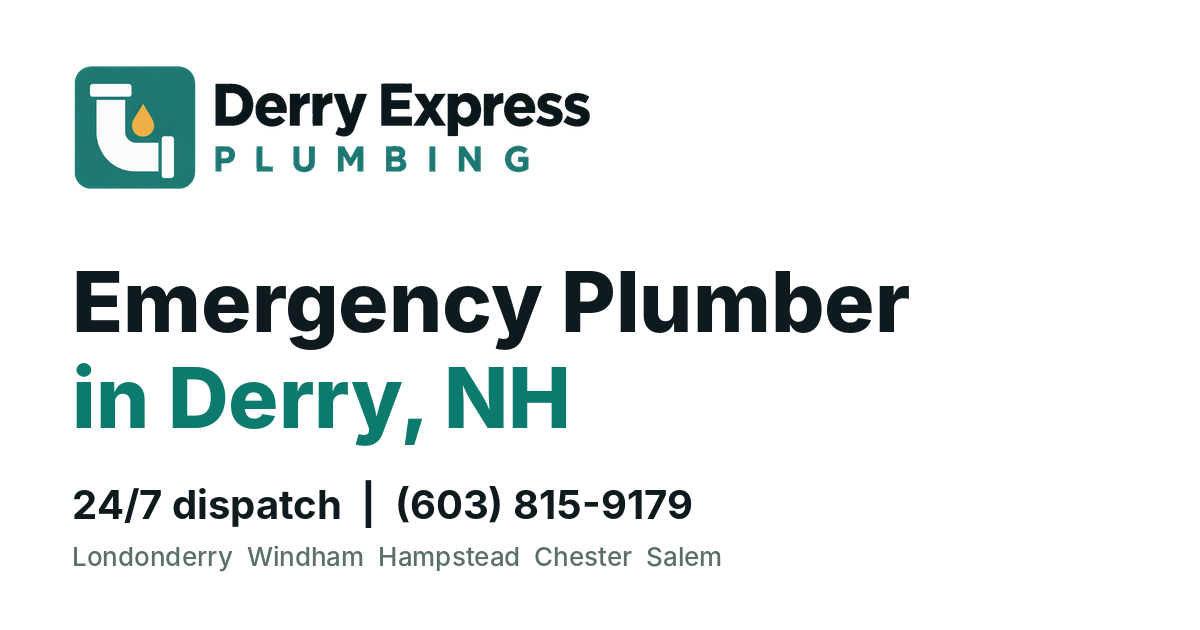 Derry Express
PLUMBING
Emergency Plumber
in Derry, NH
24/7 dispatch | (603) 815-9179
Londonderry Windham Hampstead Chester Salem